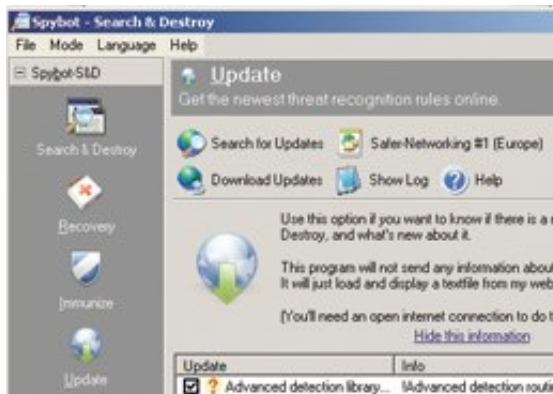 Spybot - Search & Destroy
File Mode Language Help
Spybot-S&D
Search & Destroy
Recovery
Immunize
Update
Update
Get the newest threat recognition rules online.
Search for Updates Safer-Networking #1 (Europe)
Download Updates Show Log Help
Use this option if you want to know if there is a
Destroy, and what's new about it.
This program will not send any information
It will just load and display a textfile from my
(You'll need an open internet connection to do
Hide this information
Update Info
Advanced detection library... !Advanced detection